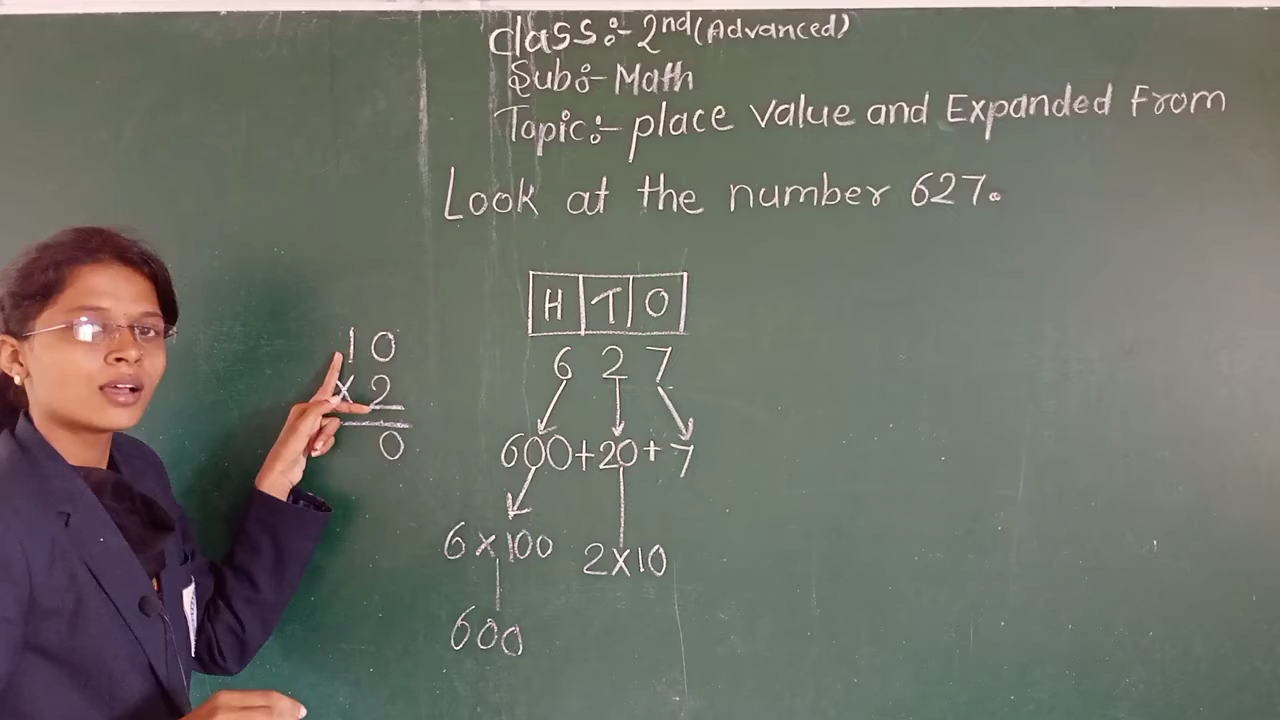 Class:- 2nd (Advanced)
Sub:- Math
Topic:- place value and Expanded From
Look at the number 627.
H T O
6 2 7
600+20+7
6×100 2×10
600
10
×2
0